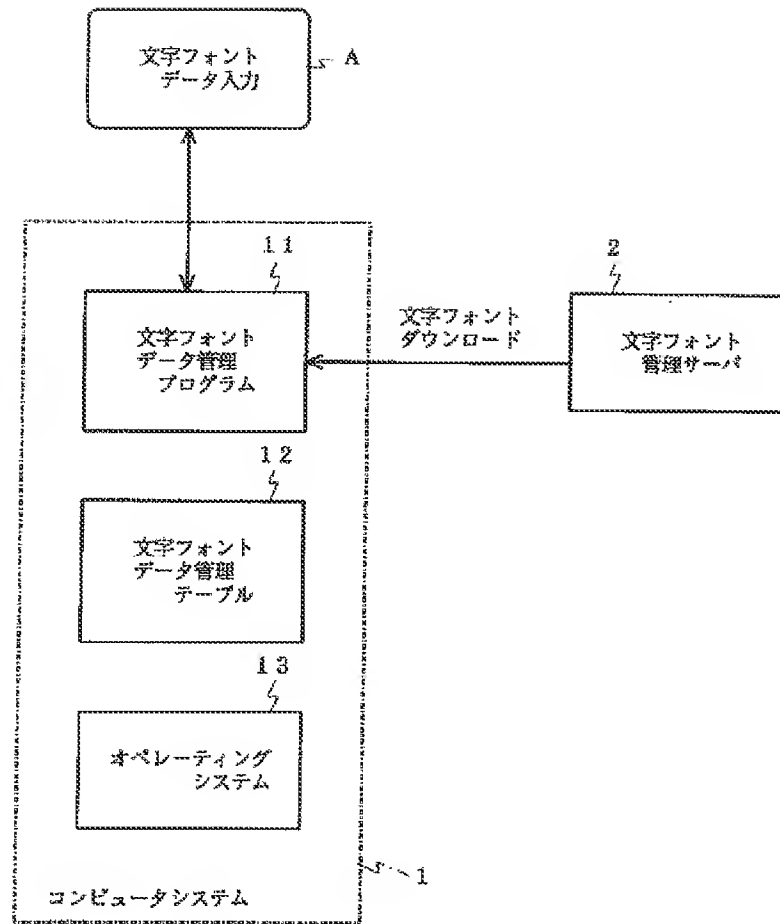 文字フォント
データ入力
A
11
文字フォント
データ管理
プログラム
文字フォント
ダウンロード
2
文字フォント
管理サーバ
12
文字フォント
データ管理
テーブル
13
オペレーティング
システム
コンピュータシステム
1